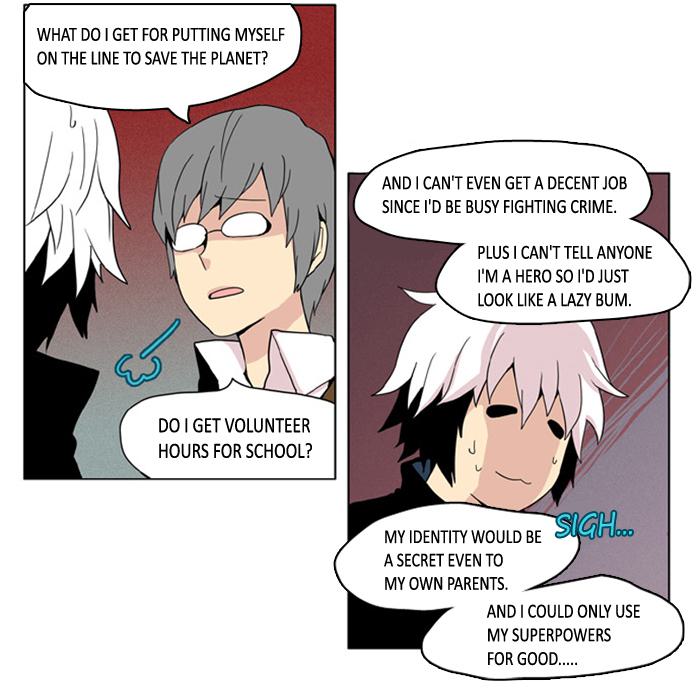 WHAT DO I GET FOR PUTTING MYSELF
ON THE LINE TO SAVE THE PLANET?
DO I GET VOLUNTEER
HOURS FOR SCHOOL?
AND I CAN'T EVEN GET A DECENT JOB
SINCE I'D BE BUSY FIGHTING CRIME.
PLUS I CAN'T TELL ANYONE
I'M A HERO SO I'D JUST
LOOK LIKE A LAZY BUM.
SIGH...
MY IDENTITY WOULD BE
A SECRET EVEN TO
MY OWN PARENTS.
AND I COULD ONLY USE
MY SUPERPOWERS
FOR GOOD.....